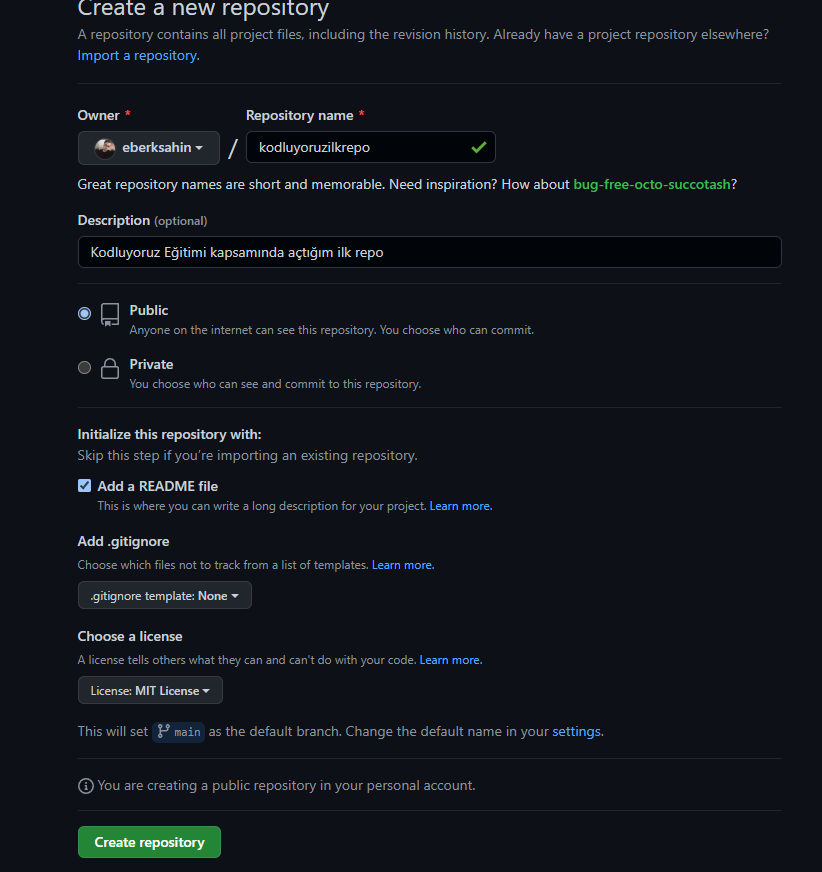 Create a new repository
A repository contains all project files, including the revision history. Already have a project repository elsewhere?
Import a repository.
Owner * Repository name *
eberksahin / kodluyoruzilkrepo
Great repository names are short and memorable. Need inspiration? How about bug-free-octo-succotash?
Description (optional)
Kodluyoruz Eğitimi kapsamında açtığım ilk repo
Public
Anyone on the internet can see this repository. You choose who can commit.
Private
You choose who can see and commit to this repository.
Initialize this repository with:
Skip this step if you're importing an existing repository.
Add a README file
This is where you can write a long description for your project. Learn more.
Add .gitignore
Choose which files not to track from a list of templates. Learn more.
.gitignore template: None
Choose a license
A license tells others what they can and can't do with your code. Learn more.
License: MIT License
This will set main as the default branch. Change the default name in your settings.
You are creating a public repository in your personal account.
Create repository